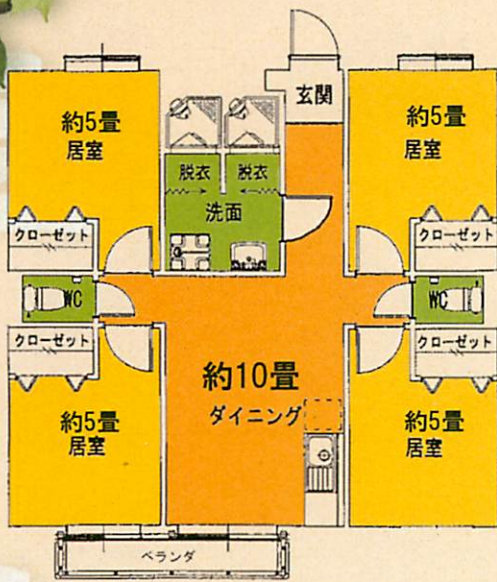 玄関
約5畳
居室
約5畳
居室
脱衣
脱衣
洗面
クローゼット
クローゼット
WC
WC
クローゼット
クローゼット
約10畳
ダイニング
約5畳
居室
約5畳
居室
ベランダ